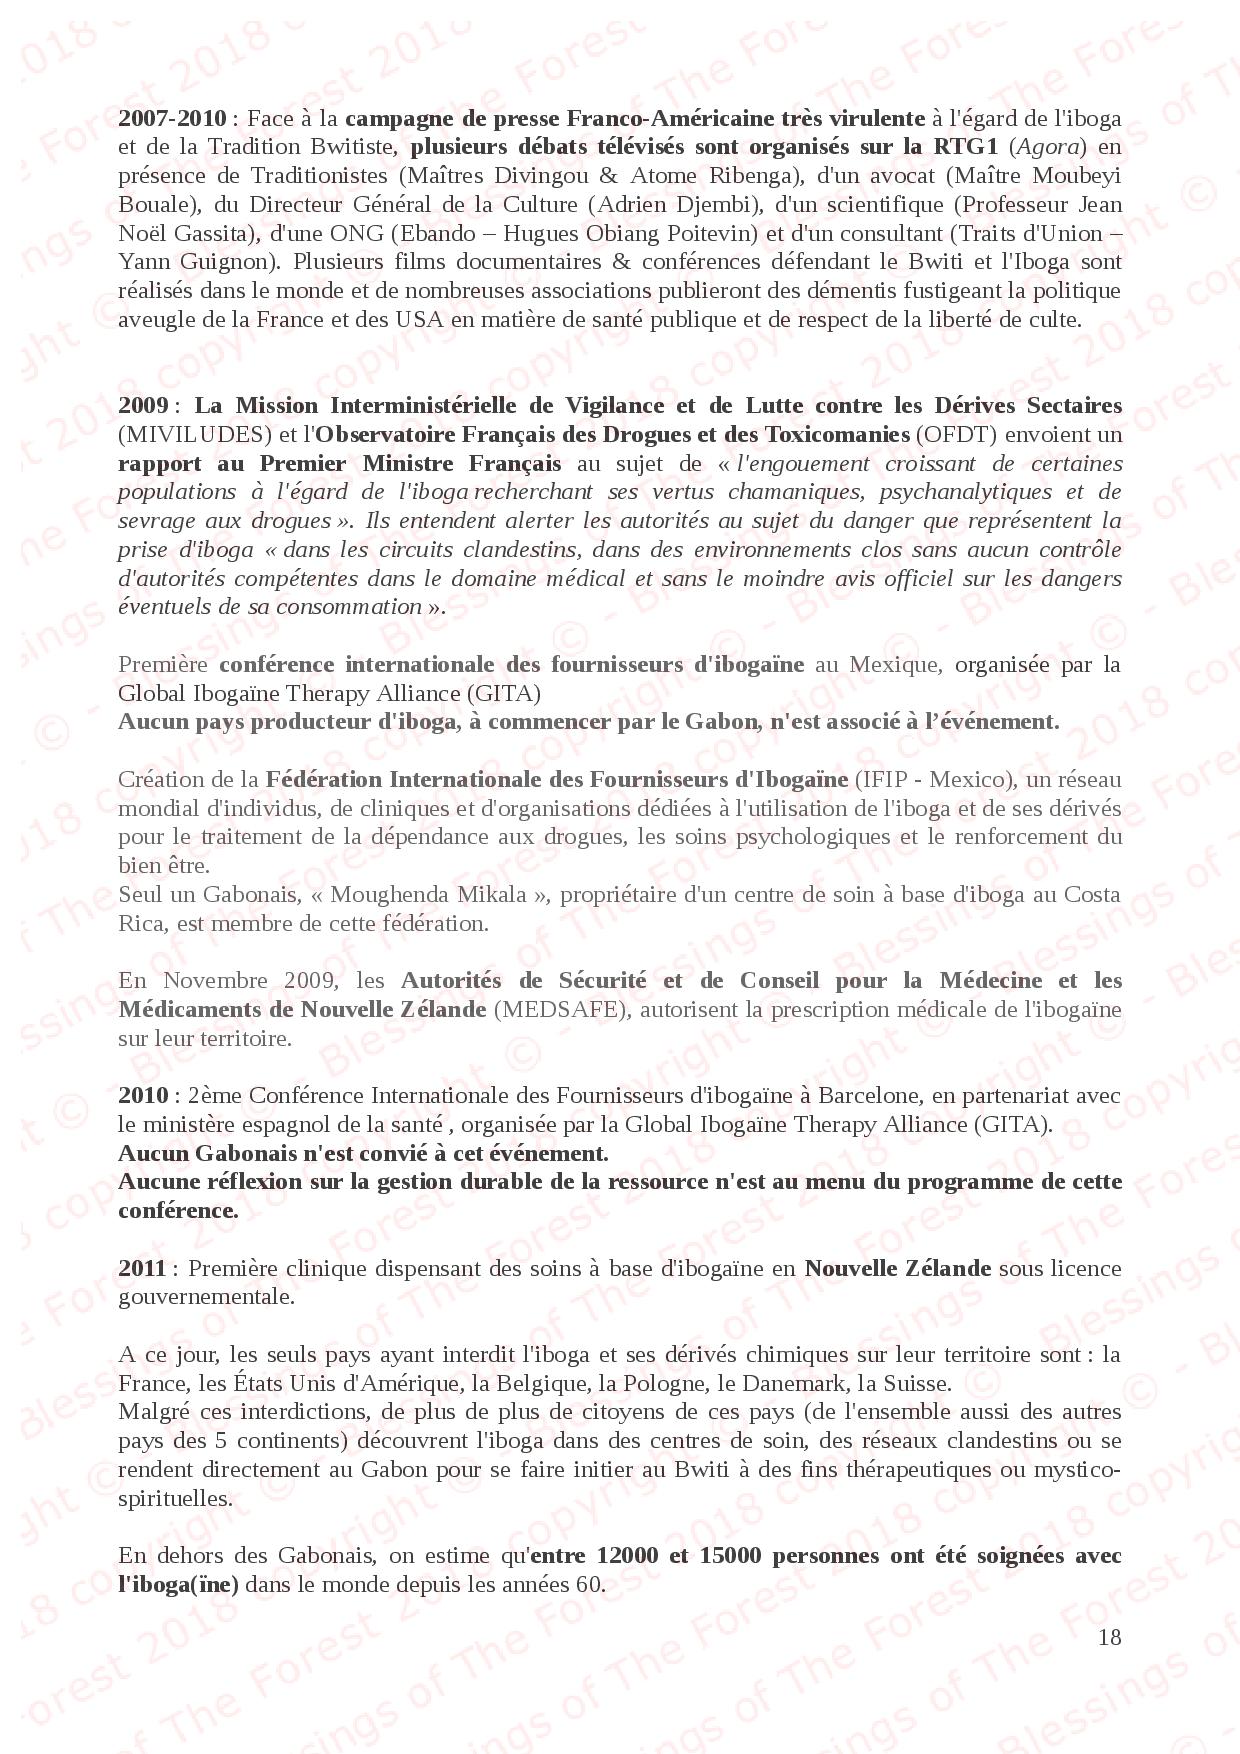 2007-2010 : Face à la campagne de presse Franco-Américaine très virulente à l'égard de l'iboga
et de la Tradition Bwitiste, plusieurs débats télévisés sont organisés sur la RTG1 (Agora) en
présence de Traditionistes (Maîtres Divingou & Atome Ribenga), d'un avocat (Maître Moubeyi
Bouale), du Directeur Général de la Culture (Adrien Djembi), d'un scientifique (Professeur Jean
Noël Gassita), d'une ONG (Ebando – Hugues Obiang Poitevin) et d'un consultant (Traits d'Union –
Yann Guignon). Plusieurs films documentaires & conférences défendant le Bwiti et l'Iboga sont
réalisés dans le monde et de nombreuses associations publieront des démentis fustigeant la politique
aveugle de la France et des USA en matière de santé publique et de respect de la liberté de culte.
2009 : La Mission Interministérielle de Vigilance et de Lutte contre les Dérives Sectaires
(MIVILUDES) et l'Observatoire Français des Drogues et des Toxicomanies (OFDT) envoient un
rapport au Premier Ministre Français au sujet de « l'engouement croissant de certaines
populations à l'égard de l'iboga recherchant ses vertus chamaniques, psychanalytiques et de
sevrage aux drogues ». Ils entendent alerter les autorités au sujet du danger que représentent la
prise d'iboga « dans les circuits clandestins, dans des environnements clos sans aucun contrôle
d'autorités compétentes dans le domaine médical et sans le moindre avis officiel sur les dangers
éventuels de sa consommation ».
Première conférence internationale des fournisseurs d'ibogaïne au Mexique, organisée par la
Global Ibogaïne Therapy Alliance (GITA)
Aucun pays producteur d'iboga, à commencer par le Gabon, n'est associé à l’événement.
Création de la Fédération Internationale des Fournisseurs d'Ibogaïne (IFIP - Mexico), un réseau
mondial d'individus, de cliniques et d'organisations dédiées à l'utilisation de l'iboga et de ses dérivés
pour le traitement de la dépendance aux drogues, les soins psychologiques et le renforcement du
bien être.
Seul un Gabonais, « Moughenda Mikala », propriétaire d'un centre de soin à base d'iboga au Costa
Rica, est membre de cette fédération.
En Novembre 2009, les Autorités de Sécurité et de Conseil pour la Médecine et les
Médicaments de Nouvelle Zélande (MEDSAFE), autorisent la prescription médicale de l'ibogaïne
sur leur territoire.
2010 : 2ème Conférence Internationale des Fournisseurs d'ibogaïne à Barcelone, en partenariat avec
le ministère espagnol de la santé , organisée par la Global Ibogaïne Therapy Alliance (GITA).
Aucun Gabonais n'est convié à cet événement.
Aucune réflexion sur la gestion durable de la ressource n'est au menu du programme de cette
conférence.
2011 : Première clinique dispensant des soins à base d'ibogaïne en Nouvelle Zélande sous licence
gouvernementale.
A ce jour, les seuls pays ayant interdit l'iboga et ses dérivés chimiques sur leur territoire sont : la
France, les États Unis d'Amérique, la Belgique, la Pologne, le Danemark, la Suisse.
Malgré ces interdictions, de plus de plus de citoyens de ces pays (de l'ensemble aussi des autres
pays des 5 continents) découvrent l'iboga dans des centres de soin, des réseaux clandestins ou se
rendent directement au Gabon pour se faire initier au Bwiti à des fins thérapeutiques ou mystico-
spirituelles.
En dehors des Gabonais, on estime qu'entre 12000 et 15000 personnes ont été soignées avec
l'iboga(ïne) dans le monde depuis les années 60.
18